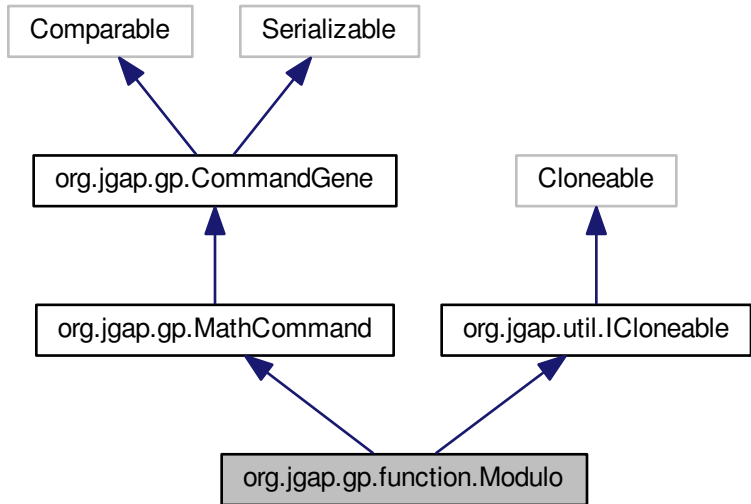 Comparable
Serializable
org.jgap.gp.CommandGene
Cloneable
org.jgap.gp.MathCommand
org.jgap.util.ICloneable
org.jgap.gp.function.Modulo